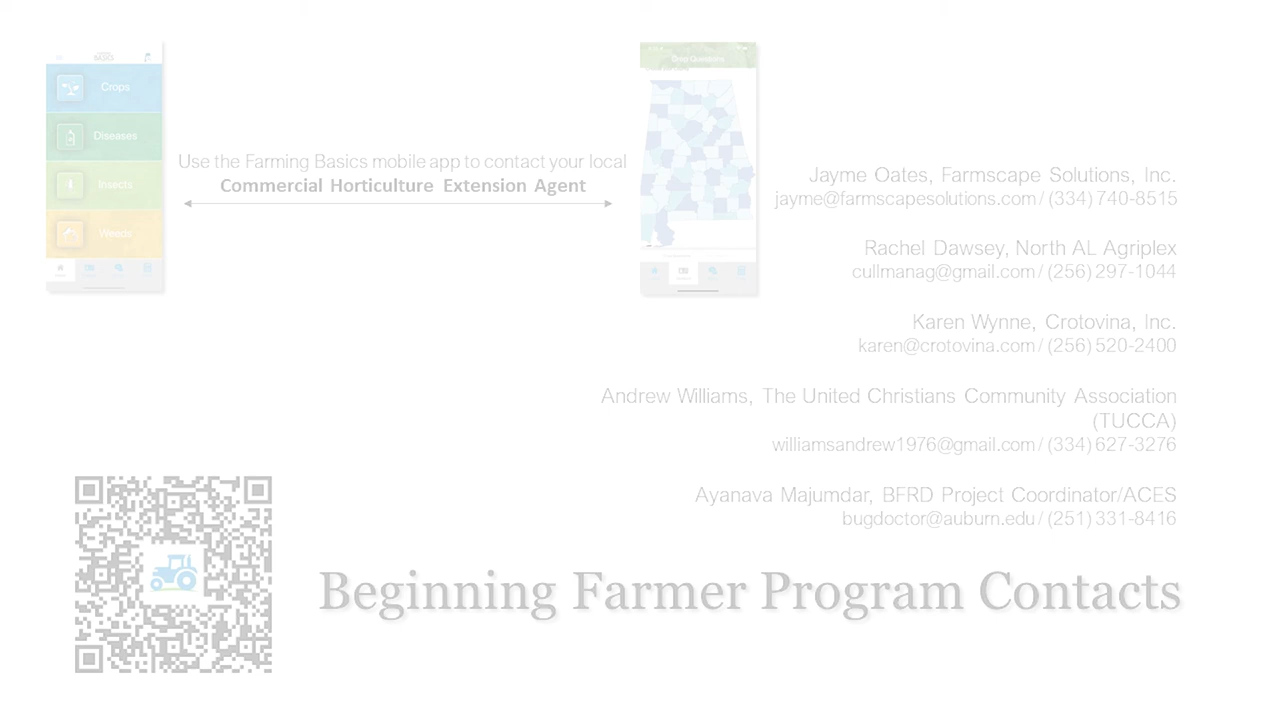 BASICS
Crops
Diseases
Insects
Weeds
Use the Farming Basics mobile app to contact your local
Commercial Horticulture Extension Agent
Crop Questions
Jayme Oates, Farmscape Solutions, Inc.
jayme@farmscapesolutions.com / (334) 740-8515
Rachel Dawsey, North AL Agriplex
cullmanag@gmail.com / (256) 297-1044
Karen Wynne, Crotovina, Inc.
karen@crotovina.com / (256) 520-2400
Andrew Williams, The United Christians Community Association
(TUCCA)
williamsandrew1976@gmail.com / (334) 627-3276
Ayanava Majumdar, BFRD Project Coordinator/ACES
bugdoctor@auburn.edu / (251) 331-8416
Beginning Farmer Program Contacts